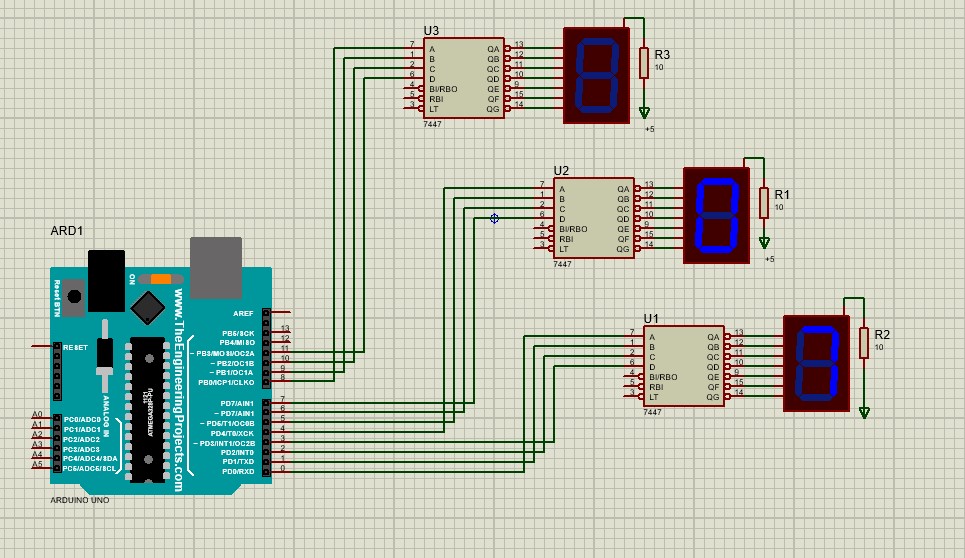 U3
7 A QA 13
1 B QB 12
2 C QC 11
6 D QD 10
4 BI/RBO QE 9
5 RBI QF 15
3 LT QG 14
7447
R3
10
+5
U2
7 A QA 13
1 B QB 12
2 C QC 11
6 D QD 10
4 BI/RBO QE 9
5 RBI QF 15
3 LT QG 14
7447
R1
10
+5
U1
7 A QA 13
1 B QB 12
2 C QC 11
6 D QD 10
4 BI/RBO QE 9
5 RBI QF 15
3 LT QG 14
7447
R2
10
ARD1
Reset BTN
ON
www.TheEngineeringProjects.com
ATMEGA328P-PU
ANALOG IN
RESET
A0 PC0/ADC0
A1 PC1/ADC1
A2 PC2/ADC2
A3 PC3/ADC3
A4 PC4/ADC4/SDA
A5 PC5/ADC5/SCL
AREF
PB5/SCK 13
PB4/MISO 12
~ PB3/MOSI/OC2A 11
~ PB2/OC1B 10
~ PB1/OC1A 9
PB0/ICP1/CLKO 8
PD7/AIN1 7
~ PD6/AIN1 6
~ PD5/T1/OC0B 5
PD4/T0/XCK 4
~ PD3/INT1/OC2B 3
PD2/INT0 2
PD1/TXD 1
PD0/RXD 0
ARDUINO UNO